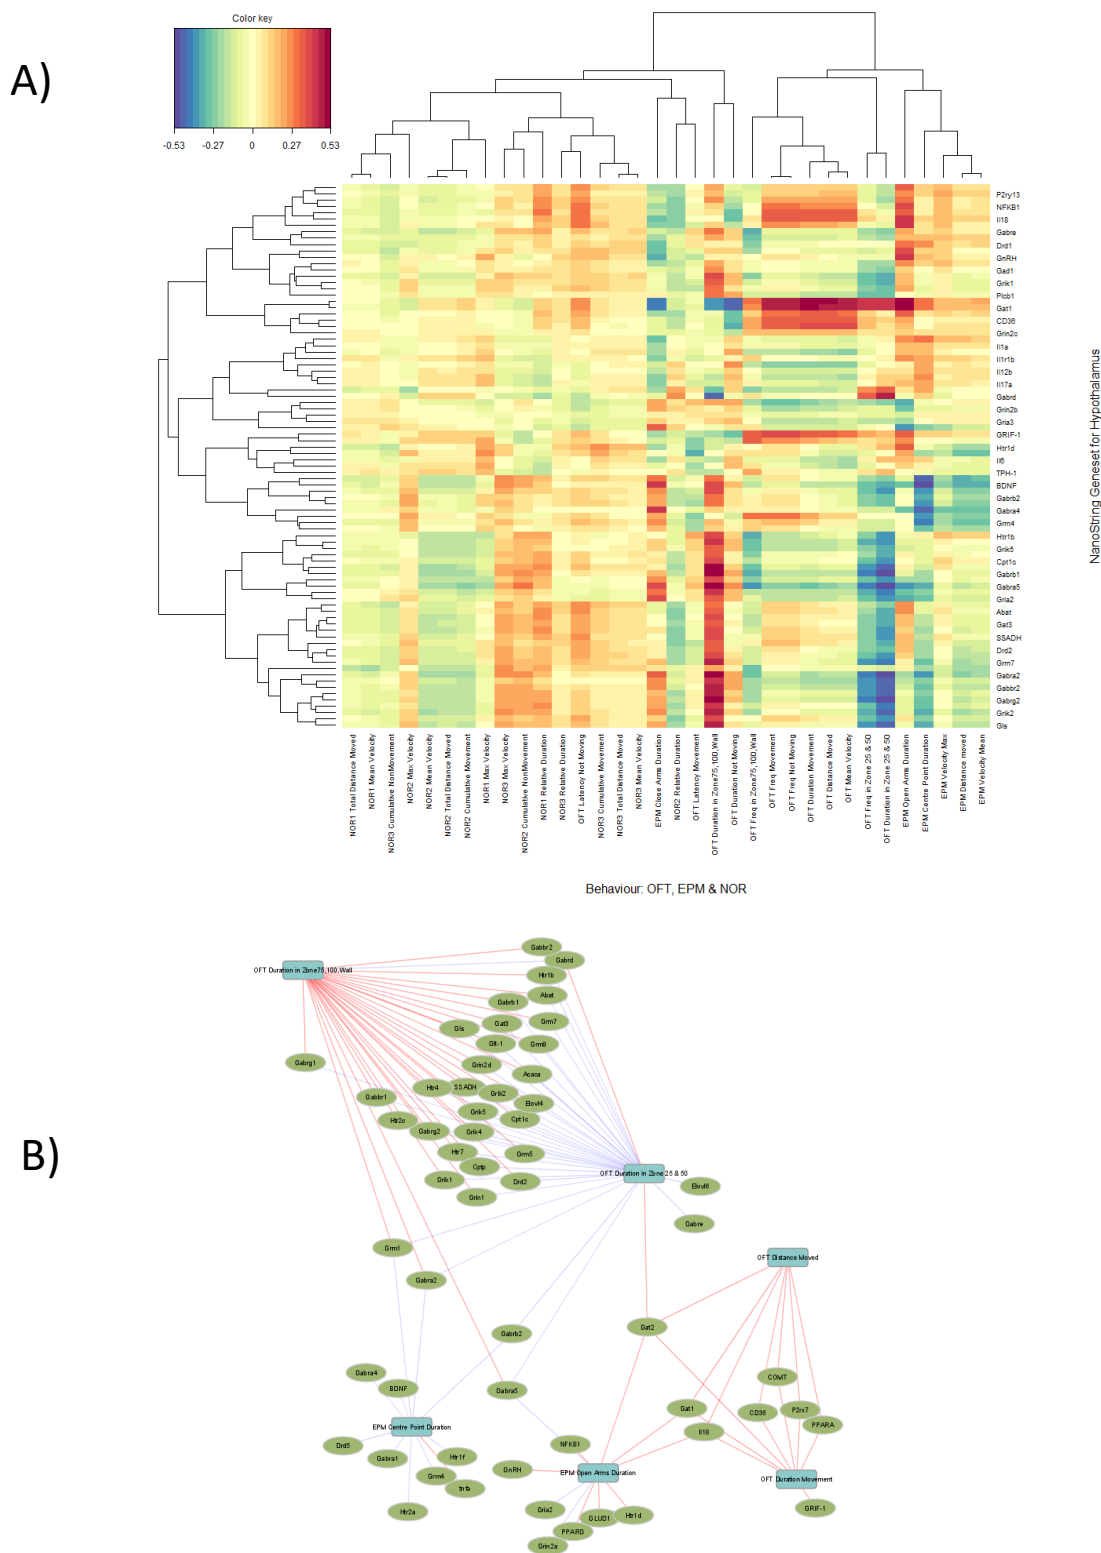 A)
Color key
-0.53 -0.27 0 0.27 0.53
P2ry13
NFKB1
Il18
Gabre
Drd1
GnRH
Gad1
Grik1
Plcb1
Gat1
CD36
Grin2c
Il1a
Il1r1b
Il12b
Il17a
Gabrd
Grin2b
Gria3
GRIF-1
Htr1d
Il6
TPH-1
BDNF
Gabrb2
Gabra4
Grm4
Htr1b
Grik5
Cpt1c
Gabrb1
Gabra5
Gria2
Abat
Gat3
SSADH
Drd2
Grm7
Gabra2
Gabbr2
Gabrg2
Grik2
Gls
NanoString Geneset for Hypothalamus
NOR1 Total Distance Moved
NOR1 Mean Velocity
NOR3 Cumulative NonMovement
NOR2 Max Velocity
NOR2 Mean Velocity
NOR2 Total Distance Moved
NOR2 Cumulative Movement
NOR1 Max Velocity
NOR3 Max Velocity
NOR2 Cumulative NonMovement
NOR1 Relative Duration
NOR3 Relative Duration
OFT Latency Not Moving
NOR3 Cumulative Movement
NOR3 Total Distance Moved
NOR3 Mean Velocity
EPM Close Arms Duration
NOR2 Relative Duration
OFT Latency Movement
OFT Duration in Zone75,100,Wall
OFT Duration Not Moving
OFT Freq in Zone75,100,Wall
OFT Freq Movement
OFT Freq Not Moving
OFT Duration Movement
OFT Distance Moved
OFT Mean Velocity
OFT Freq in Zone 25 & 50
OFT Duration in Zone 25 & 50
EPM Open Arms Duration
EPM Centre Point Duration
EPM Velocity Max
EPM Distance moved
EPM Velocity Mean
Behaviour: OFT, EPM & NOR
B)
Gabbr2
Gabrd
OFT Duration in Zone75,100,Wall
Htr1b
Abat
Gabrb1
Gat3
Grm7
Gls
Glt-1
Grm8
Gabrg1
Grin2d
Acaca
Htr4
SSADH
Grik2
Gabbr1
Elovl4
Grik5
Cpt1c
Htr2c
Gabrg2
Grik4
Htr7
Grm5
Cptp
OFT Duration in Zone 25 & 50
Grik1
Drd2
Elovl6
Grin1
Gabre
Grm1
OFT Distance Moved
Gabra2
Gabrb2
Gat2
Gabra4
COMT
BDNF
Gabra5
Gat1
CD36
P2rx7
EPM Centre Point Duration
PPARA
Il18
Drd5
NFKB1
Gabra1
Htr1f
GnRH
EPM Open Arms Duration
OFT Duration Movement
Grm4
tnfa
Htr2a
Gria2
GLUD1
Htr1d
GRIF-1
PPARG
Grin2a